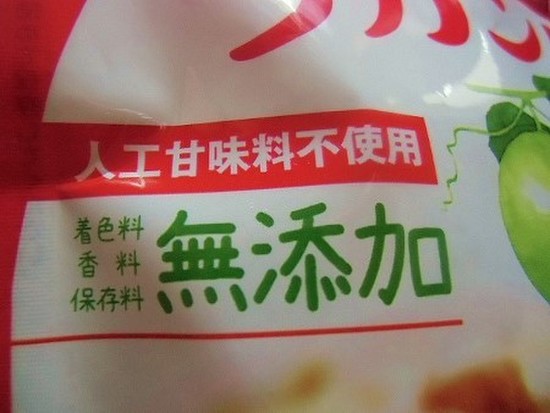 人工甘味料不使用
着色料
香料
保存料
無添加